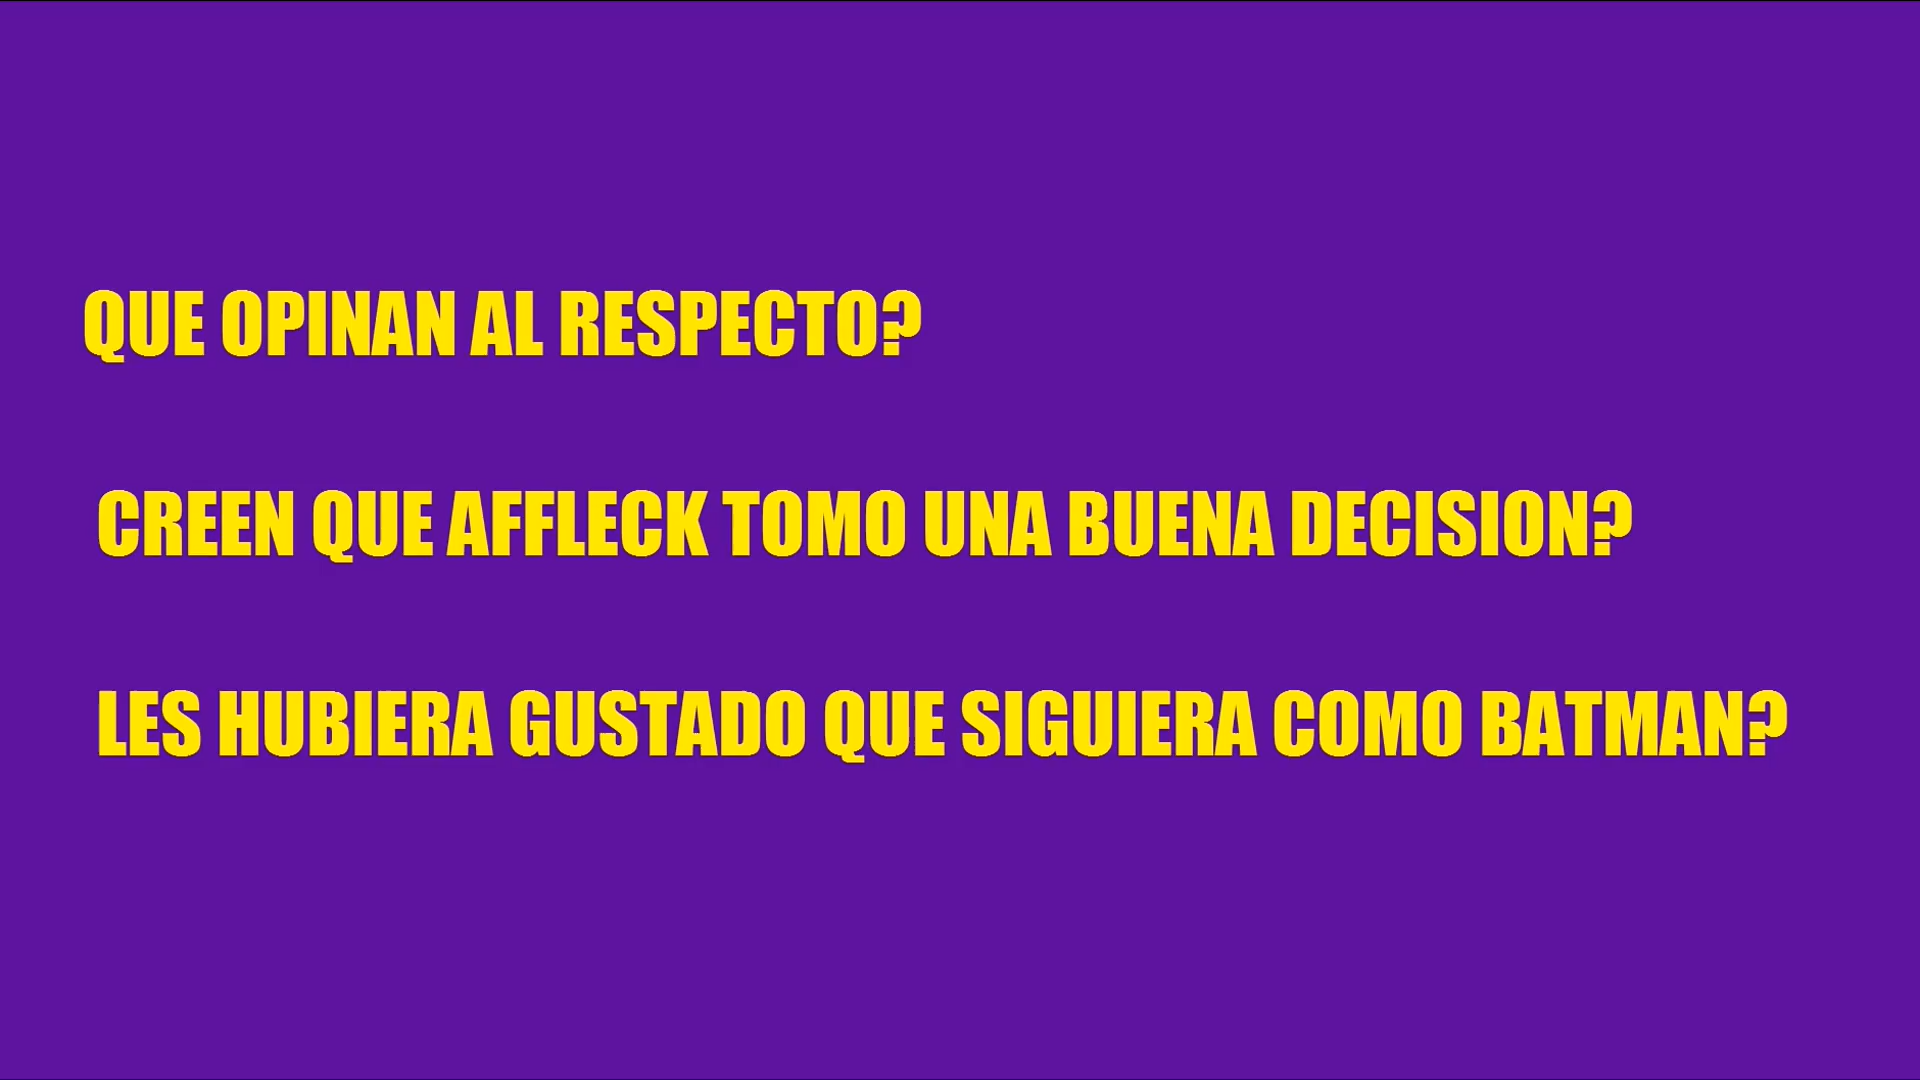 QUE OPINAN AL RESPECTO?
CREEN QUE AFFLECK TOMO UNA BUENA DECISION?
LES HUBIERA GUSTADO QUE SIGUIERA COMO BATMAN?